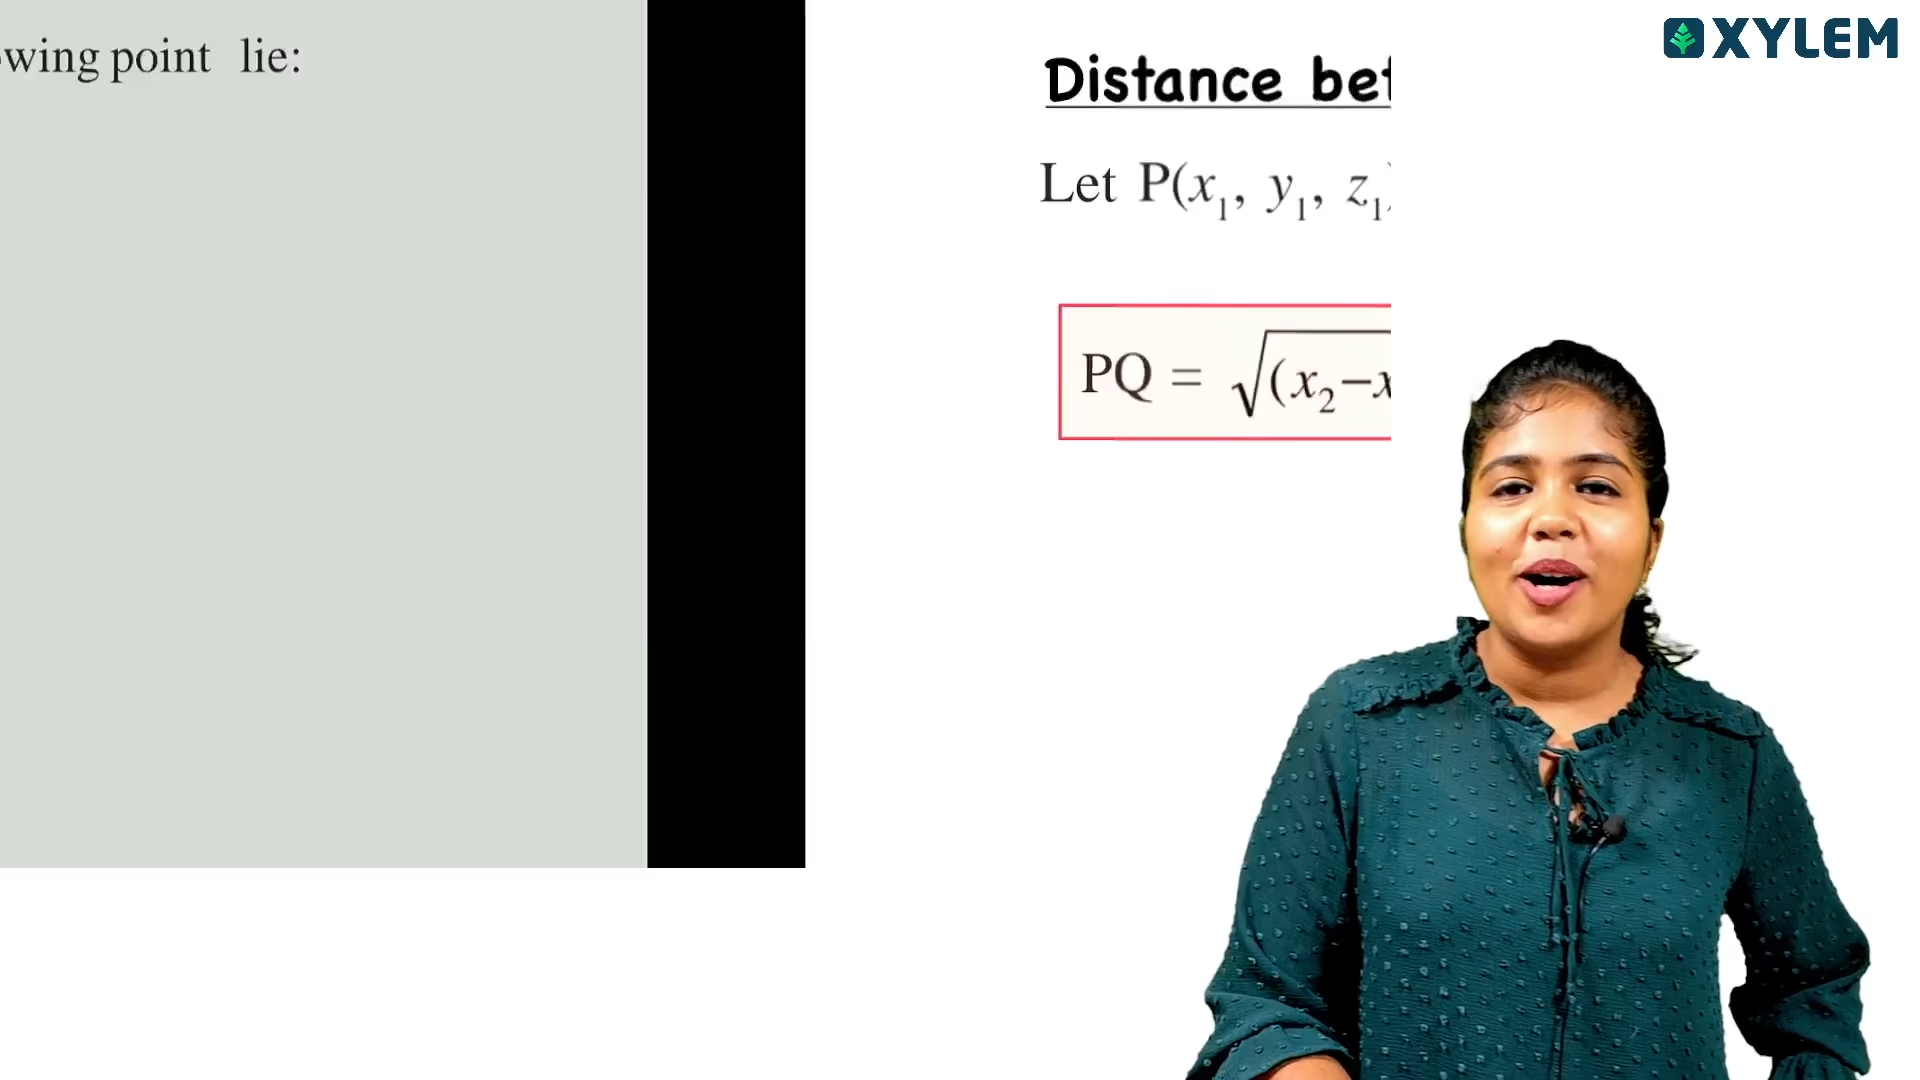 XYLEM
wing point lie:
Distance bet
Let P(x₁, y₁, z₁)
PQ = √(x₂−x